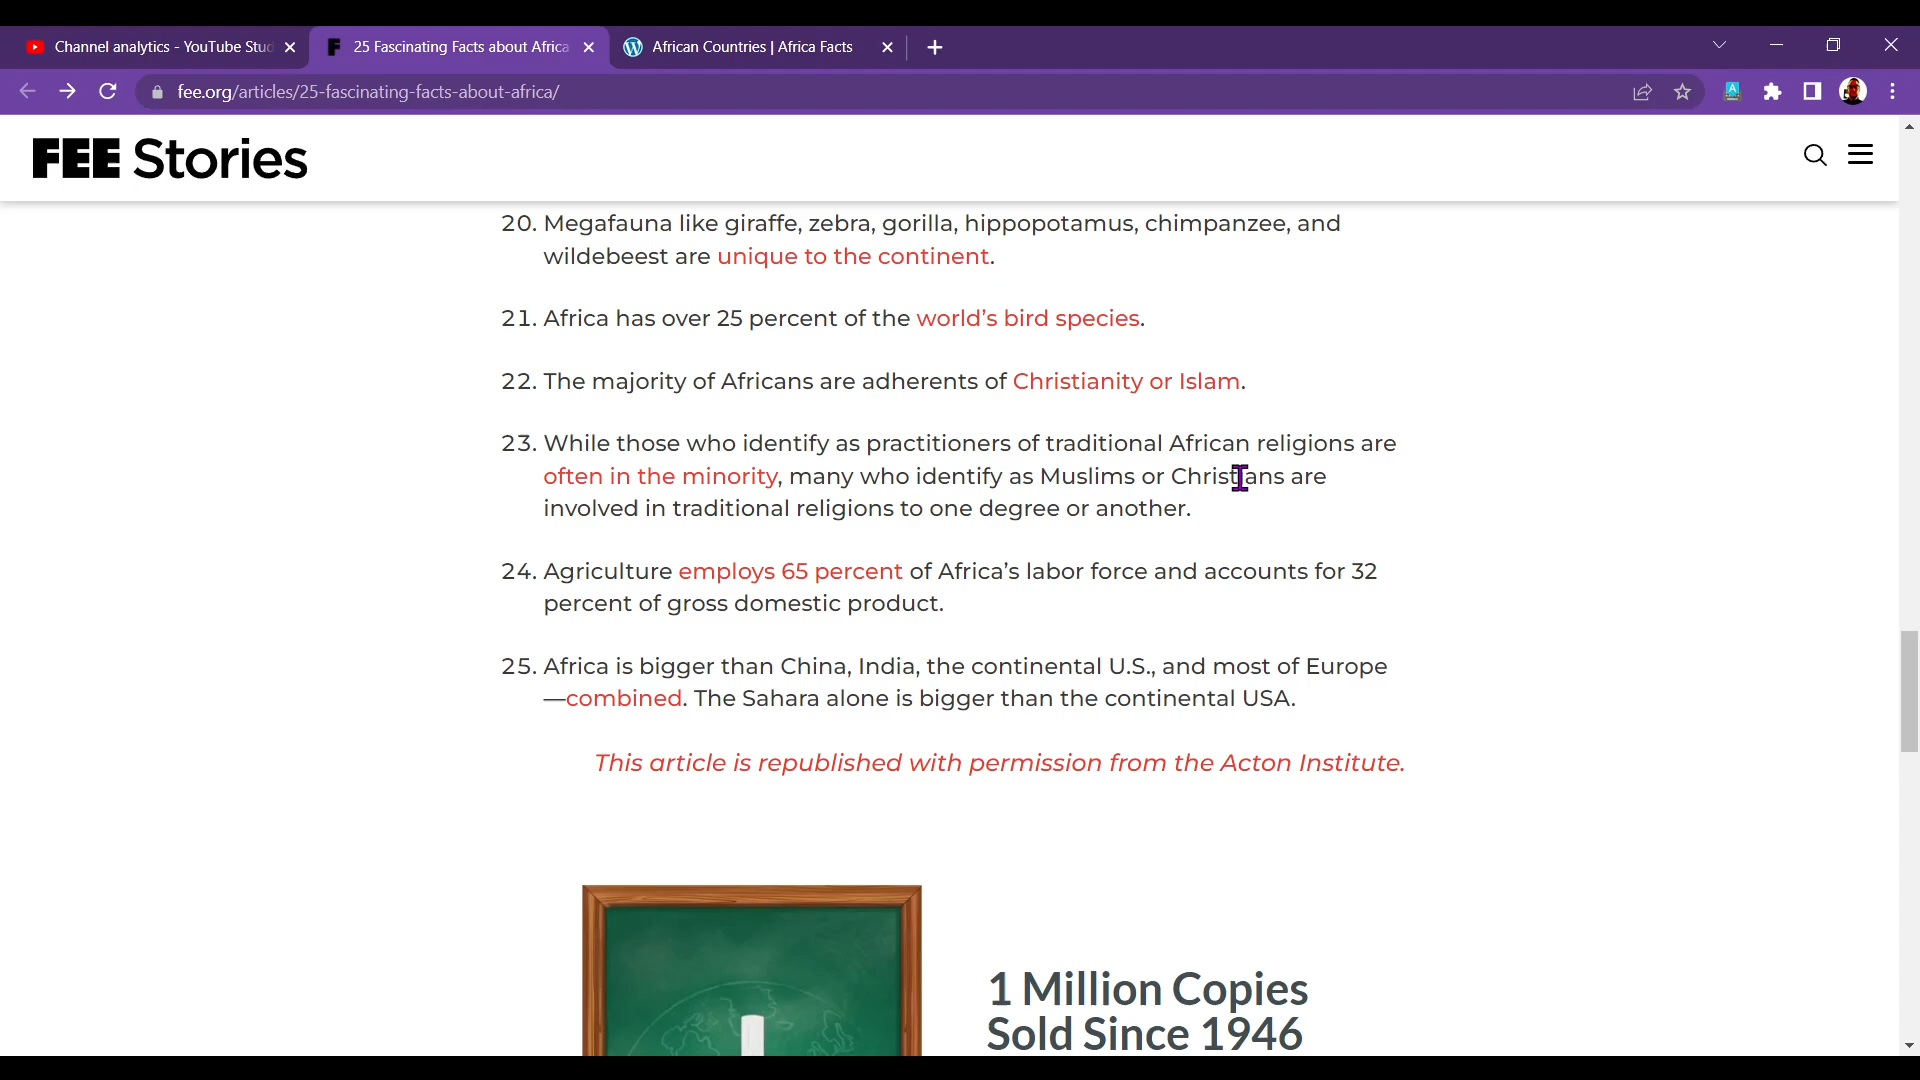 Channel analytics - YouTube Stud
25 Fascinating Facts about Africa
African Countries | Africa Facts
fee.org/articles/25-fascinating-facts-about-africa/
FEE Stories
20. Megafauna like giraffe, zebra, gorilla, hippopotamus, chimpanzee, and
wildebeest are unique to the continent.
21. Africa has over 25 percent of the world’s bird species.
22. The majority of Africans are adherents of Christianity or Islam.
23. While those who identify as practitioners of traditional African religions are
often in the minority, many who identify as Muslims or Christians are
involved in traditional religions to one degree or another.
24. Agriculture employs 65 percent of Africa’s labor force and accounts for 32
percent of gross domestic product.
25. Africa is bigger than China, India, the continental U.S., and most of Europe
—combined. The Sahara alone is bigger than the continental USA.
This article is republished with permission from the Acton Institute.
1 Million Copies
Sold Since 1946